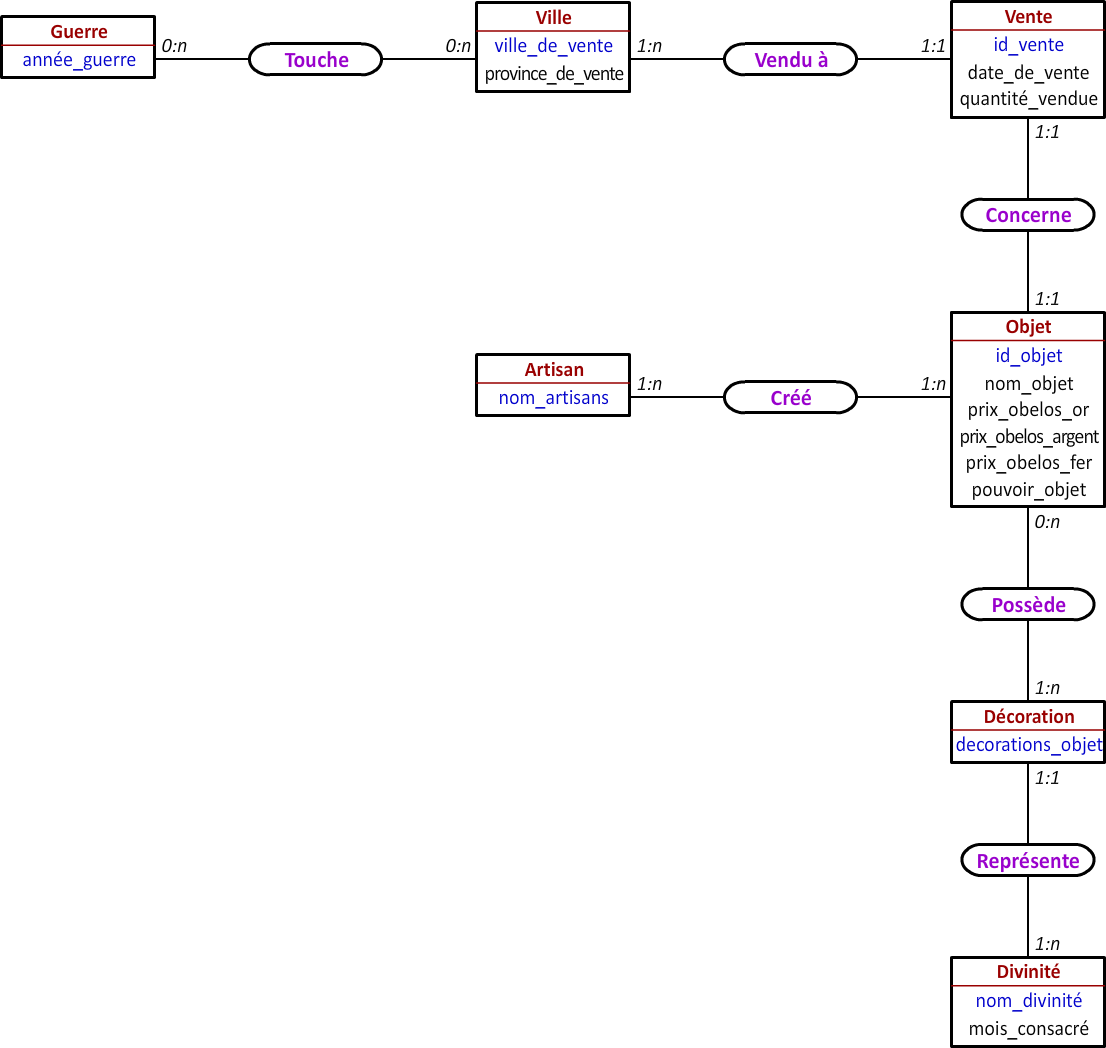 Guerre
année_guerre
0:n
Touche
0:n
Ville
ville_de_vente
province_de_vente
1:n
Vendu à
1:1
Vente
id_vente
date_de_vente
quantité_vendue
1:1
Concerne
1:1
Artisan
nom_artisans
1:n
Créé
1:n
Objet
id_objet
nom_objet
prix_obelos_or
prix_obelos_argent
prix_obelos_fer
pouvoir_objet
0:n
Possède
1:n
Décoration
decorations_objet
1:1
Représente
1:n
Divinité
nom_divinité
mois_consacré